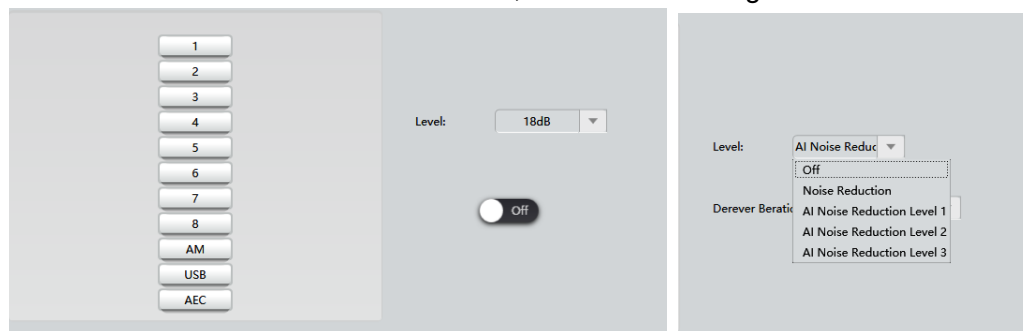 1
2
3
4
5
6
7
8
AM
USB
AEC
Level:
18dB
Off
Level:
AI Noise Reduc
Off
Noise Reduction
AI Noise Reduction Level 1
AI Noise Reduction Level 2
AI Noise Reduction Level 3
Derever Beratic